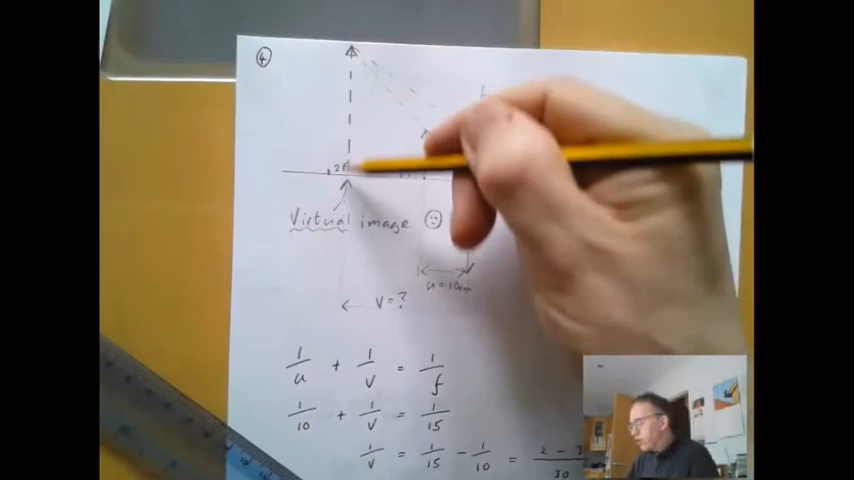 4
2F
Virtual image
u = 10cm
v = ?
1/u + 1/v = 1/f
1/10 + 1/v = 1/15
1/v = 1/15 - 1/10 = 2 - 3/30